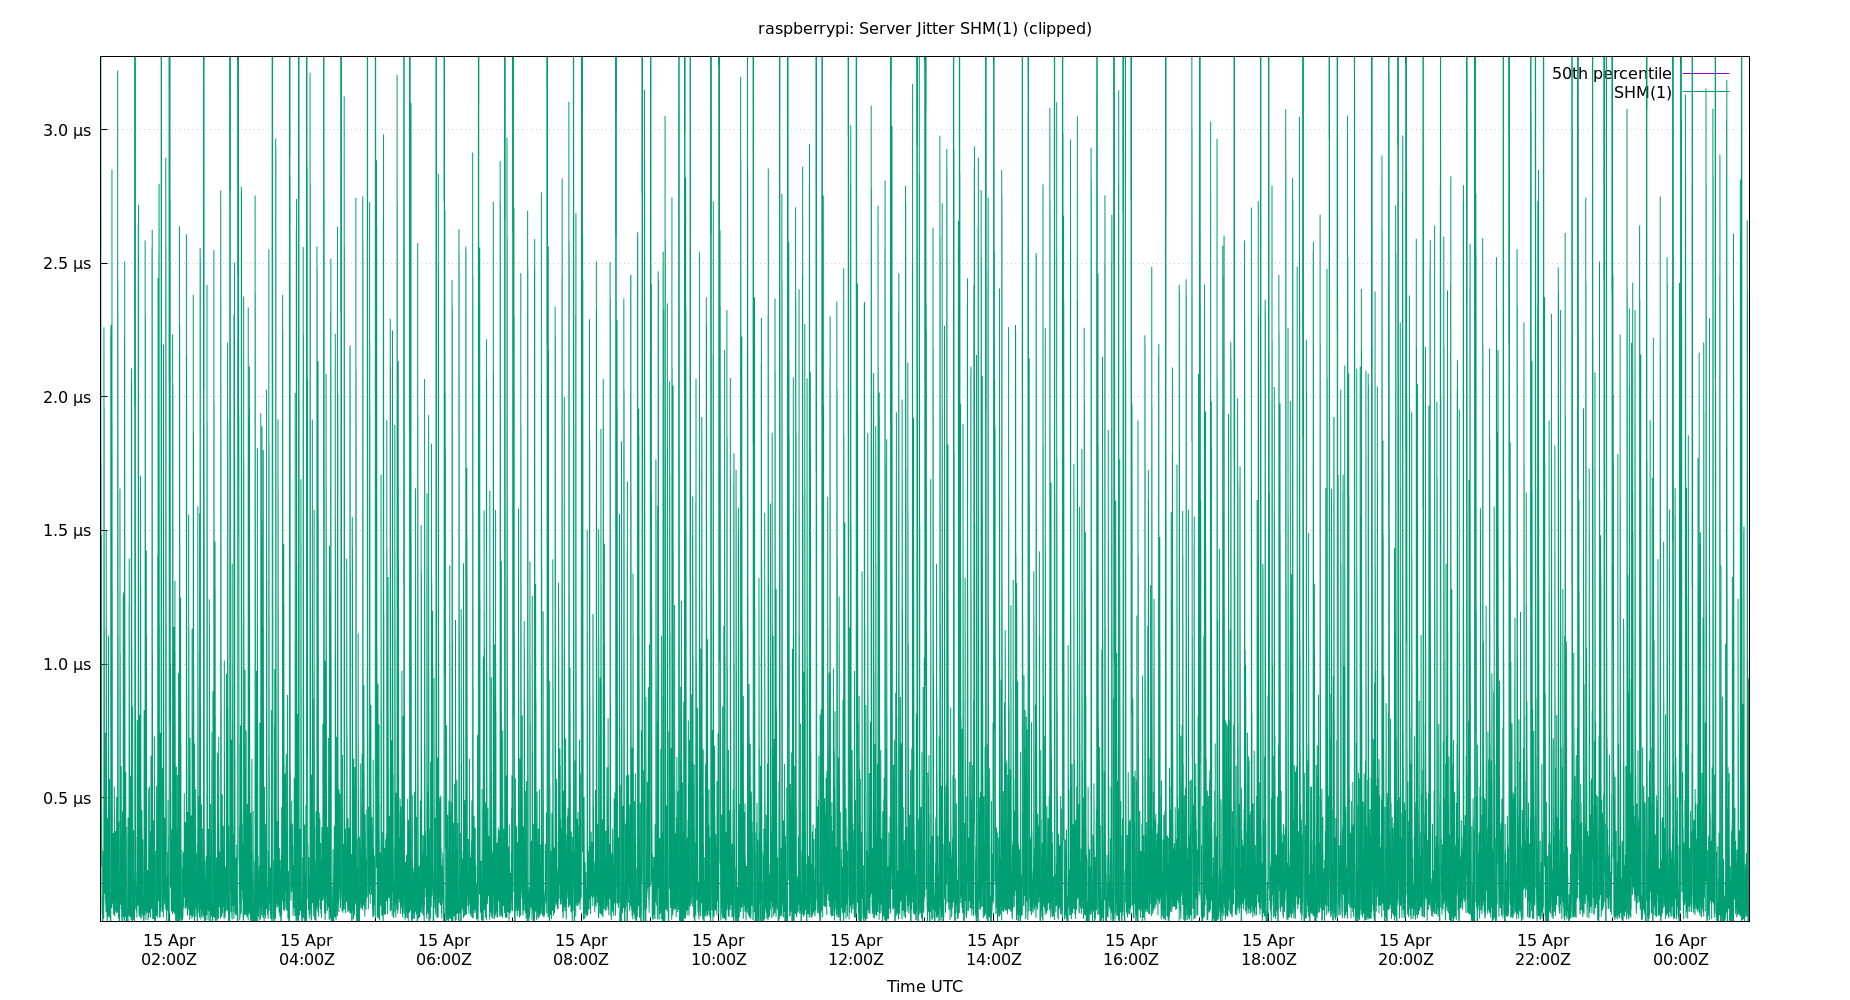 raspberrypi: Server Jitter SHM(1) (clipped)
50th percentile
SHM(1)
3.0 µs
2.5 µs
2.0 µs
1.5 µs
1.0 µs
0.5 µs
15 Apr 15 Apr 15 Apr 15 Apr 15 Apr 15 Apr 15 Apr 15 Apr 15 Apr 15 Apr 15 Apr 16 Apr
02:00Z 04:00Z 06:00Z 08:00Z 10:00Z 12:00Z 14:00Z 16:00Z 18:00Z 20:00Z 22:00Z 00:00Z
Time UTC